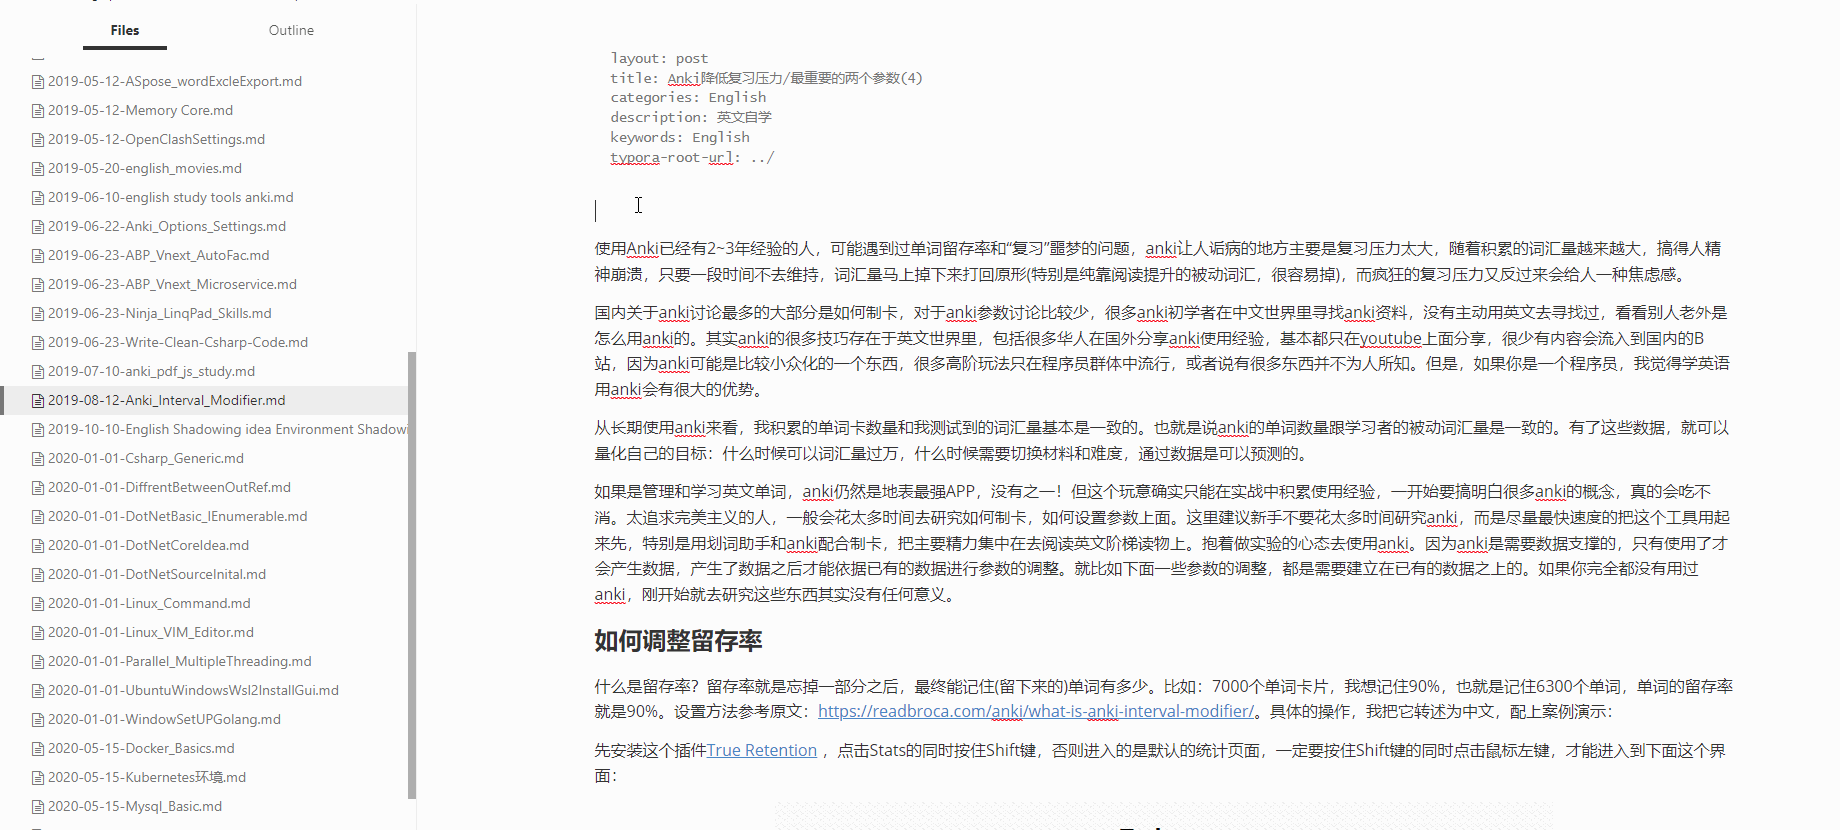 Files
Outline
2019-05-12-ASpose_wordExcleExport.md
2019-05-12-Memory Core.md
2019-05-12-OpenClashSettings.md
2019-05-20-english_movies.md
2019-06-10-english study tools anki.md
2019-06-22-Anki_Options_Settings.md
2019-06-23-ABP_Vnext_AutoFac.md
2019-06-23-ABP_Vnext_Microservice.md
2019-06-23-Ninja_LinqPad_Skills.md
2019-06-23-Write-Clean-Csharp-Code.md
2019-07-10-anki_pdf_js_study.md
2019-08-12-Anki_Interval_Modifier.md
2019-10-10-English Shadowing idea Environment Shadowi
2020-01-01-Csharp_Generic.md
2020-01-01-DiffrentBetweenOutRef.md
2020-01-01-DotNetBasic_IEnumerable.md
2020-01-01-DotNetCoreIdea.md
2020-01-01-DotNetSourceInital.md
2020-01-01-Linux_Command.md
2020-01-01-Linux_VIM_Editor.md
2020-01-01-Parallel_MultipleThreading.md
2020-01-01-UbuntuWindowsWsl2InstallGui.md
2020-01-01-WindowSetUPGolang.md
2020-05-15-Docker_Basics.md
2020-05-15-Kubernetes环境.md
2020-05-15-Mysql_Basic.md
layout: post
title: Anki降低复习压力/最重要的两个参数(4)
categories: English
description: 英文自学
keywords: English
typora-root-url: ../
使用Anki已经有2~3年经验的人，可能遇到过单词留存率和“复习”噩梦的问题，anki让人诟病的地方主要是复习压力太大，随着积累的词汇量越来越大，搞得人精
神崩溃，只要一段时间不去维持，词汇量马上掉下来打回原形(特别是纯靠阅读提升的被动词汇，很容易掉)，而疯狂的复习压力又反过来会给人一种焦虑感。
国内关于anki讨论最多的大部分是如何制卡，对于anki参数讨论比较少，很多anki初学者在中文世界里寻找anki资料，没有主动用英文去寻找过，看看别人老外是
怎么用anki的。其实anki的很多技巧存在于英文世界里，包括很多华人在国外分享anki使用经验，基本都只在youtube上面分享，很少有内容会流入到国内的B
站，因为anki可能是比较小众化的一个东西，很多高阶玩法只在程序员群体中流行，或者说有很多东西并不为人所知。但是，如果你是一个程序员，我觉得学英语
用anki会有很大的优势。
从长期使用anki来看，我积累的单词卡数量和我测试到的词汇量基本是一致的。也就是说anki的单词数量跟学习者的被动词汇量是一致的。有了这些数据，就可以
量化自己的目标：什么时候可以词汇量过万，什么时候需要切换材料和难度，通过数据是可以预测的。
如果是管理和学习英文单词，anki仍然是地表最强APP，没有之一！但这个玩意确实只能在实战中积累使用经验，一开始要搞明白很多anki的概念，真的会吃不
消。太追求完美主义的人，一般会花太多时间去研究如何制卡，如何设置参数上面。这里建议新手不要花太多时间研究anki，而是尽量最快速度的把这个工具用起
来先，特别是用划词助手和anki配合制卡，把主要精力集中在去阅读英文阶梯读物上。抱着做实验的心态去使用anki。因为anki是需要数据支撑的，只有使用了才
会产生数据，产生了数据之后才能依据已有的数据进行参数的调整。就比如下面一些参数的调整，都是需要建立在已有的数据之上的。如果你完全都没有用过
anki，刚开始就去研究这些东西其实没有任何意义。
如何调整留存率
什么是留存率？留存率就是忘掉一部分之后，最终能记住(留下来的)单词有多少。比如：7000个单词卡片，我想记住90%，也就是记住6300个单词，单词的留存率
就是90%。设置方法参考原文：https://readbroca.com/anki/what-is-anki-interval-modifier/。具体的操作，我把它转述为中文，配上案例演示：
先安装这个插件True Retention ，点击Stats的同时按住Shift键，否则进入的是默认的统计页面，一定要按住Shift键的同时点击鼠标左键，才能进入到下面这个界
面：